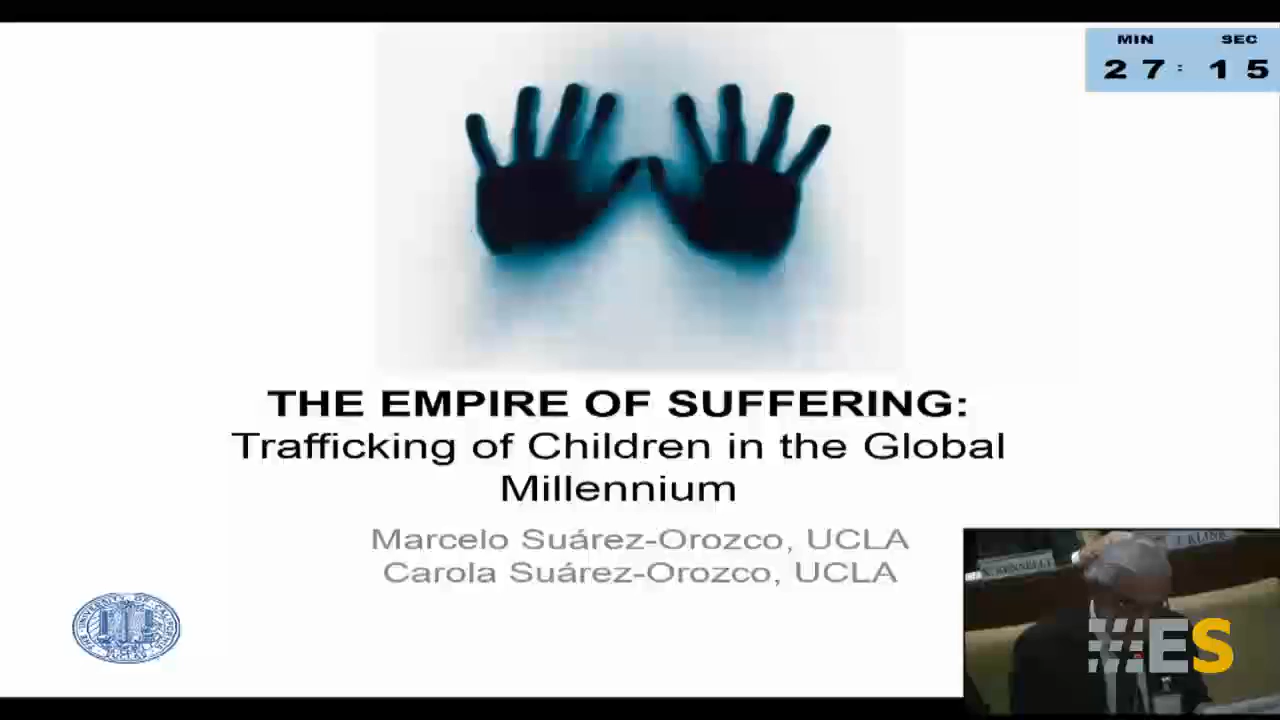 MIN SEC
27:15
THE EMPIRE OF SUFFERING:
Trafficking of Children in the Global
Millennium
Marcelo Suárez-Orozco, UCLA
Carola Suárez-Orozco, UCLA
ES